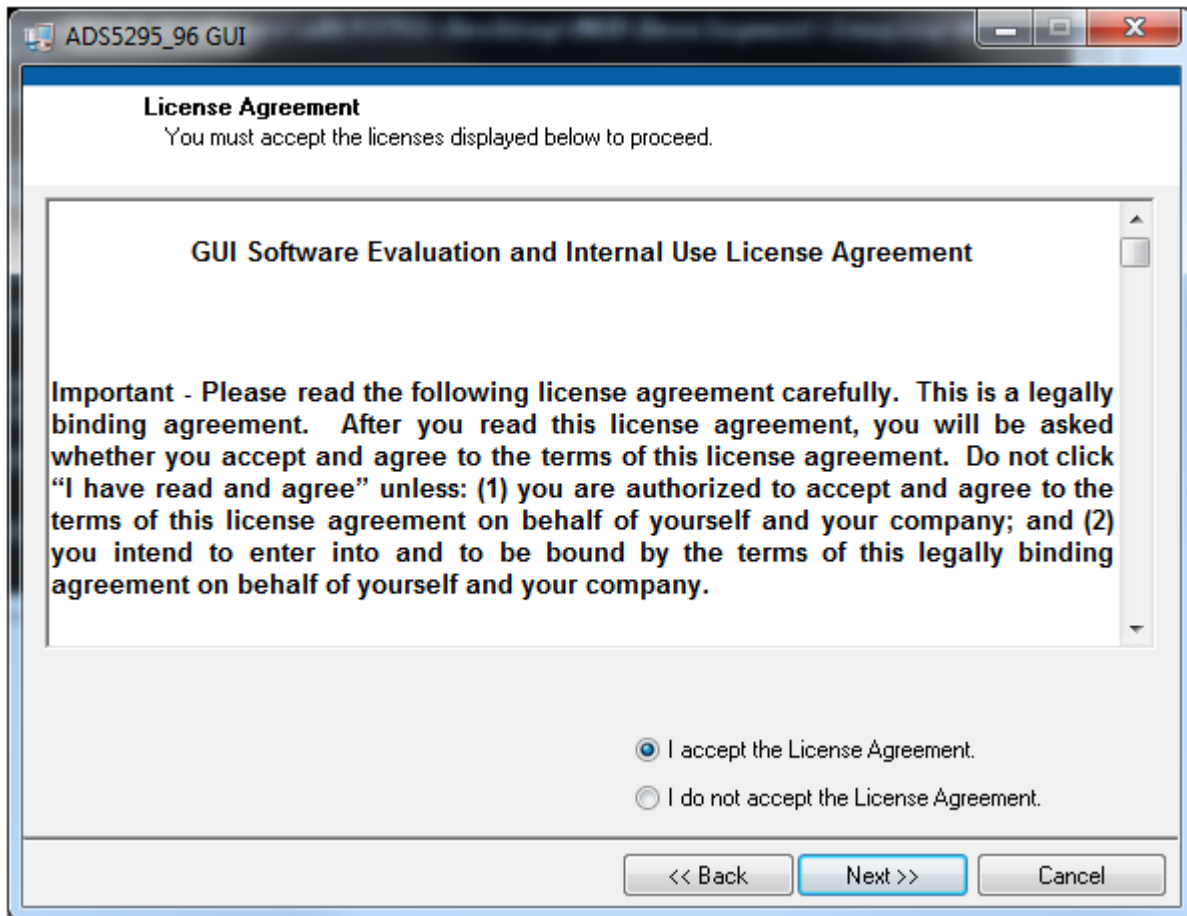 ADS5295_96 GUI
License Agreement
You must accept the licenses displayed below to proceed.
GUI Software Evaluation and Internal Use License Agreement
Important - Please read the following license agreement carefully. This is a legally
binding agreement. After you read this license agreement, you will be asked
whether you accept and agree to the terms of this license agreement. Do not click
“I have read and agree” unless: (1) you are authorized to accept and agree to the
terms of this license agreement on behalf of yourself and your company; and (2)
you intend to enter into and to be bound by the terms of this legally binding
agreement on behalf of yourself and your company.
I accept the License Agreement.
I do not accept the License Agreement.
<< Back Next >> Cancel